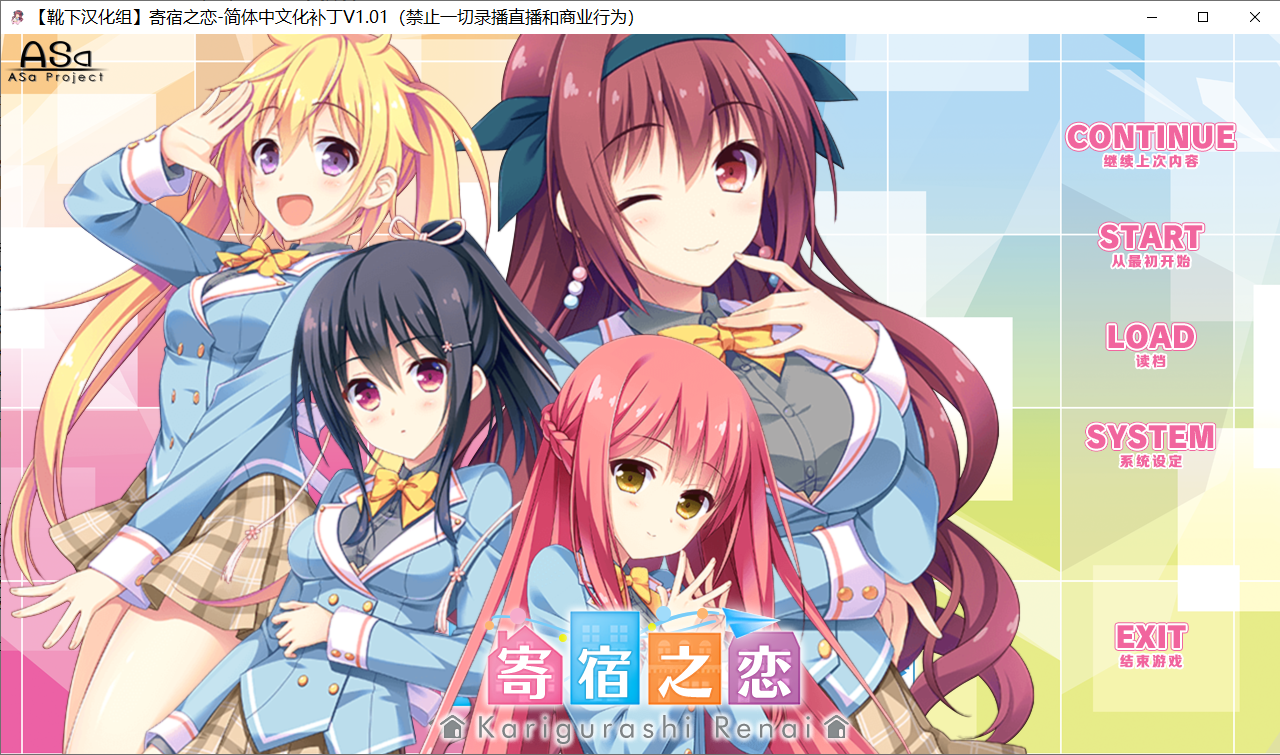 【靴下汉化组】寄宿之恋-简体中文化补丁V1.01（禁止一切录播直播和商业行为）
ASa
ASa Project
CONTINUE
继续上次内容
START
从最初开始
LOAD
读档
SYSTEM
系统设定
EXIT
结束游戏
寄宿之恋
Karigurashi Renai